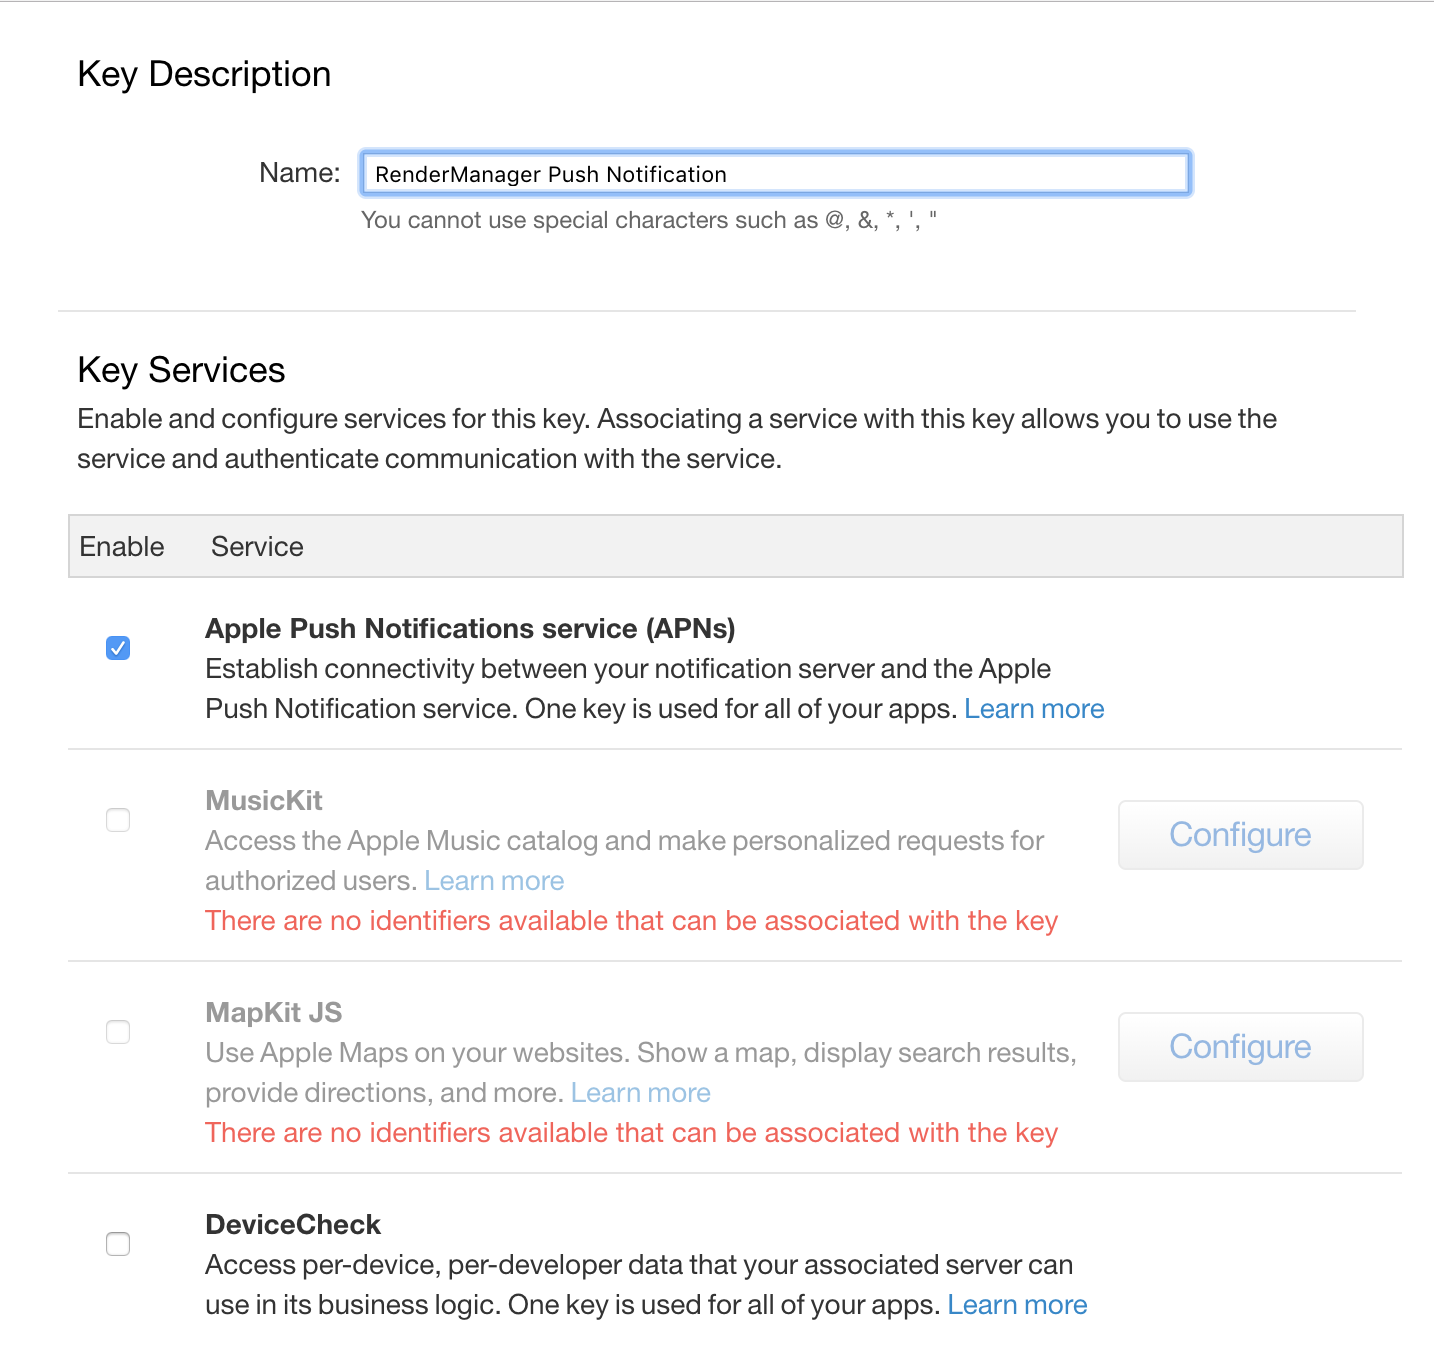 Key Description
Name: RenderManager Push Notification
You cannot use special characters such as @, &, *, ', "
Key Services
Enable and configure services for this key. Associating a service with this key allows you to use the
service and authenticate communication with the service.
Enable Service
Apple Push Notifications service (APNs)
Establish connectivity between your notification server and the Apple
Push Notification service. One key is used for all of your apps. Learn more
MusicKit
Access the Apple Music catalog and make personalized requests for
authorized users. Learn more
There are no identifiers available that can be associated with the key
Configure
MapKit JS
Use Apple Maps on your websites. Show a map, display search results,
provide directions, and more. Learn more
There are no identifiers available that can be associated with the key
Configure
DeviceCheck
Access per-device, per-developer data that your associated server can
use in its business logic. One key is used for all of your apps. Learn more